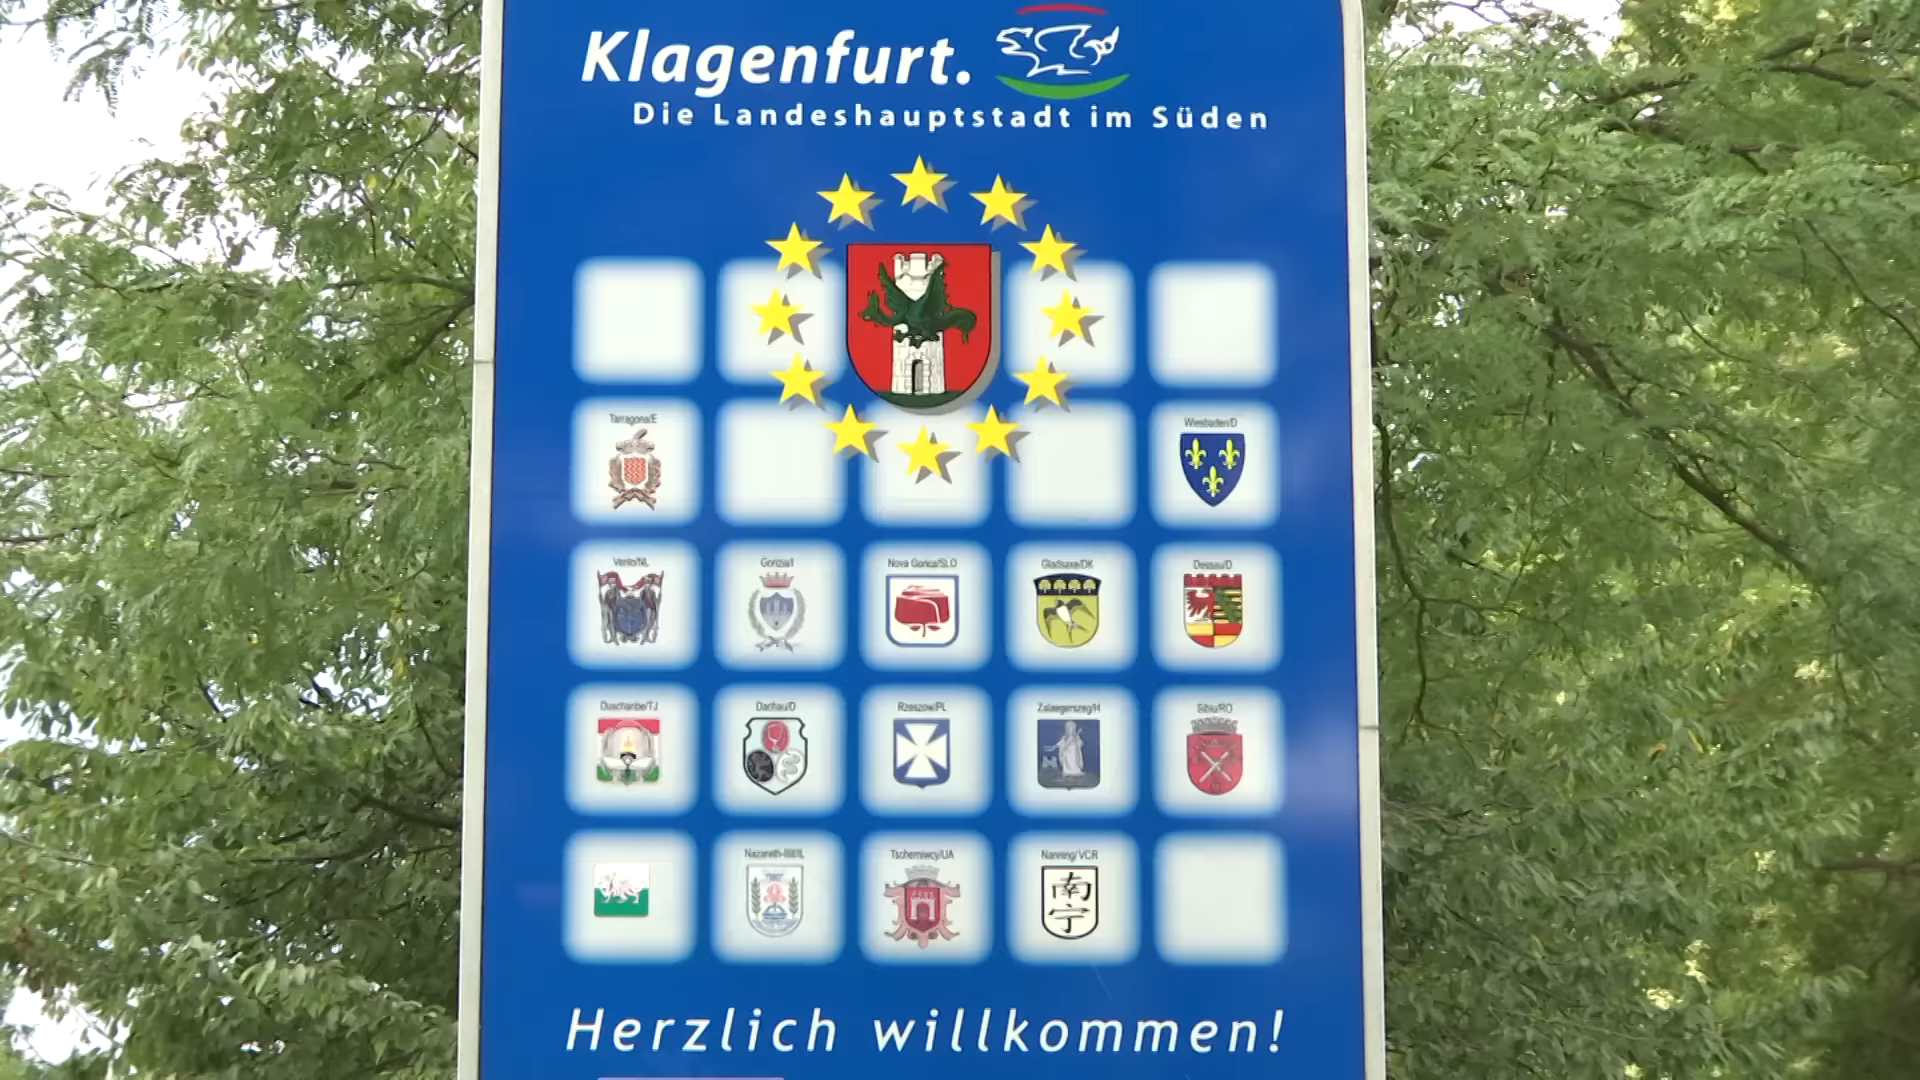 Klagenfurt.
Die Landeshauptstadt im Süden
Tarragona/E
Wiesbaden/D
Venlo/NL
Gorizia/I
Nova Gorica/SLO
Gladsaxe/DK
Dessau/D
Duschanbe/TJ
Dachau/D
Rzeszow/PL
Zalaegerszeg/H
Sibiu/RO
Nazareth-Illit/IL
Tscherniwcy/UA
Nanning/VCR
南
宁
Herzlich willkommen!